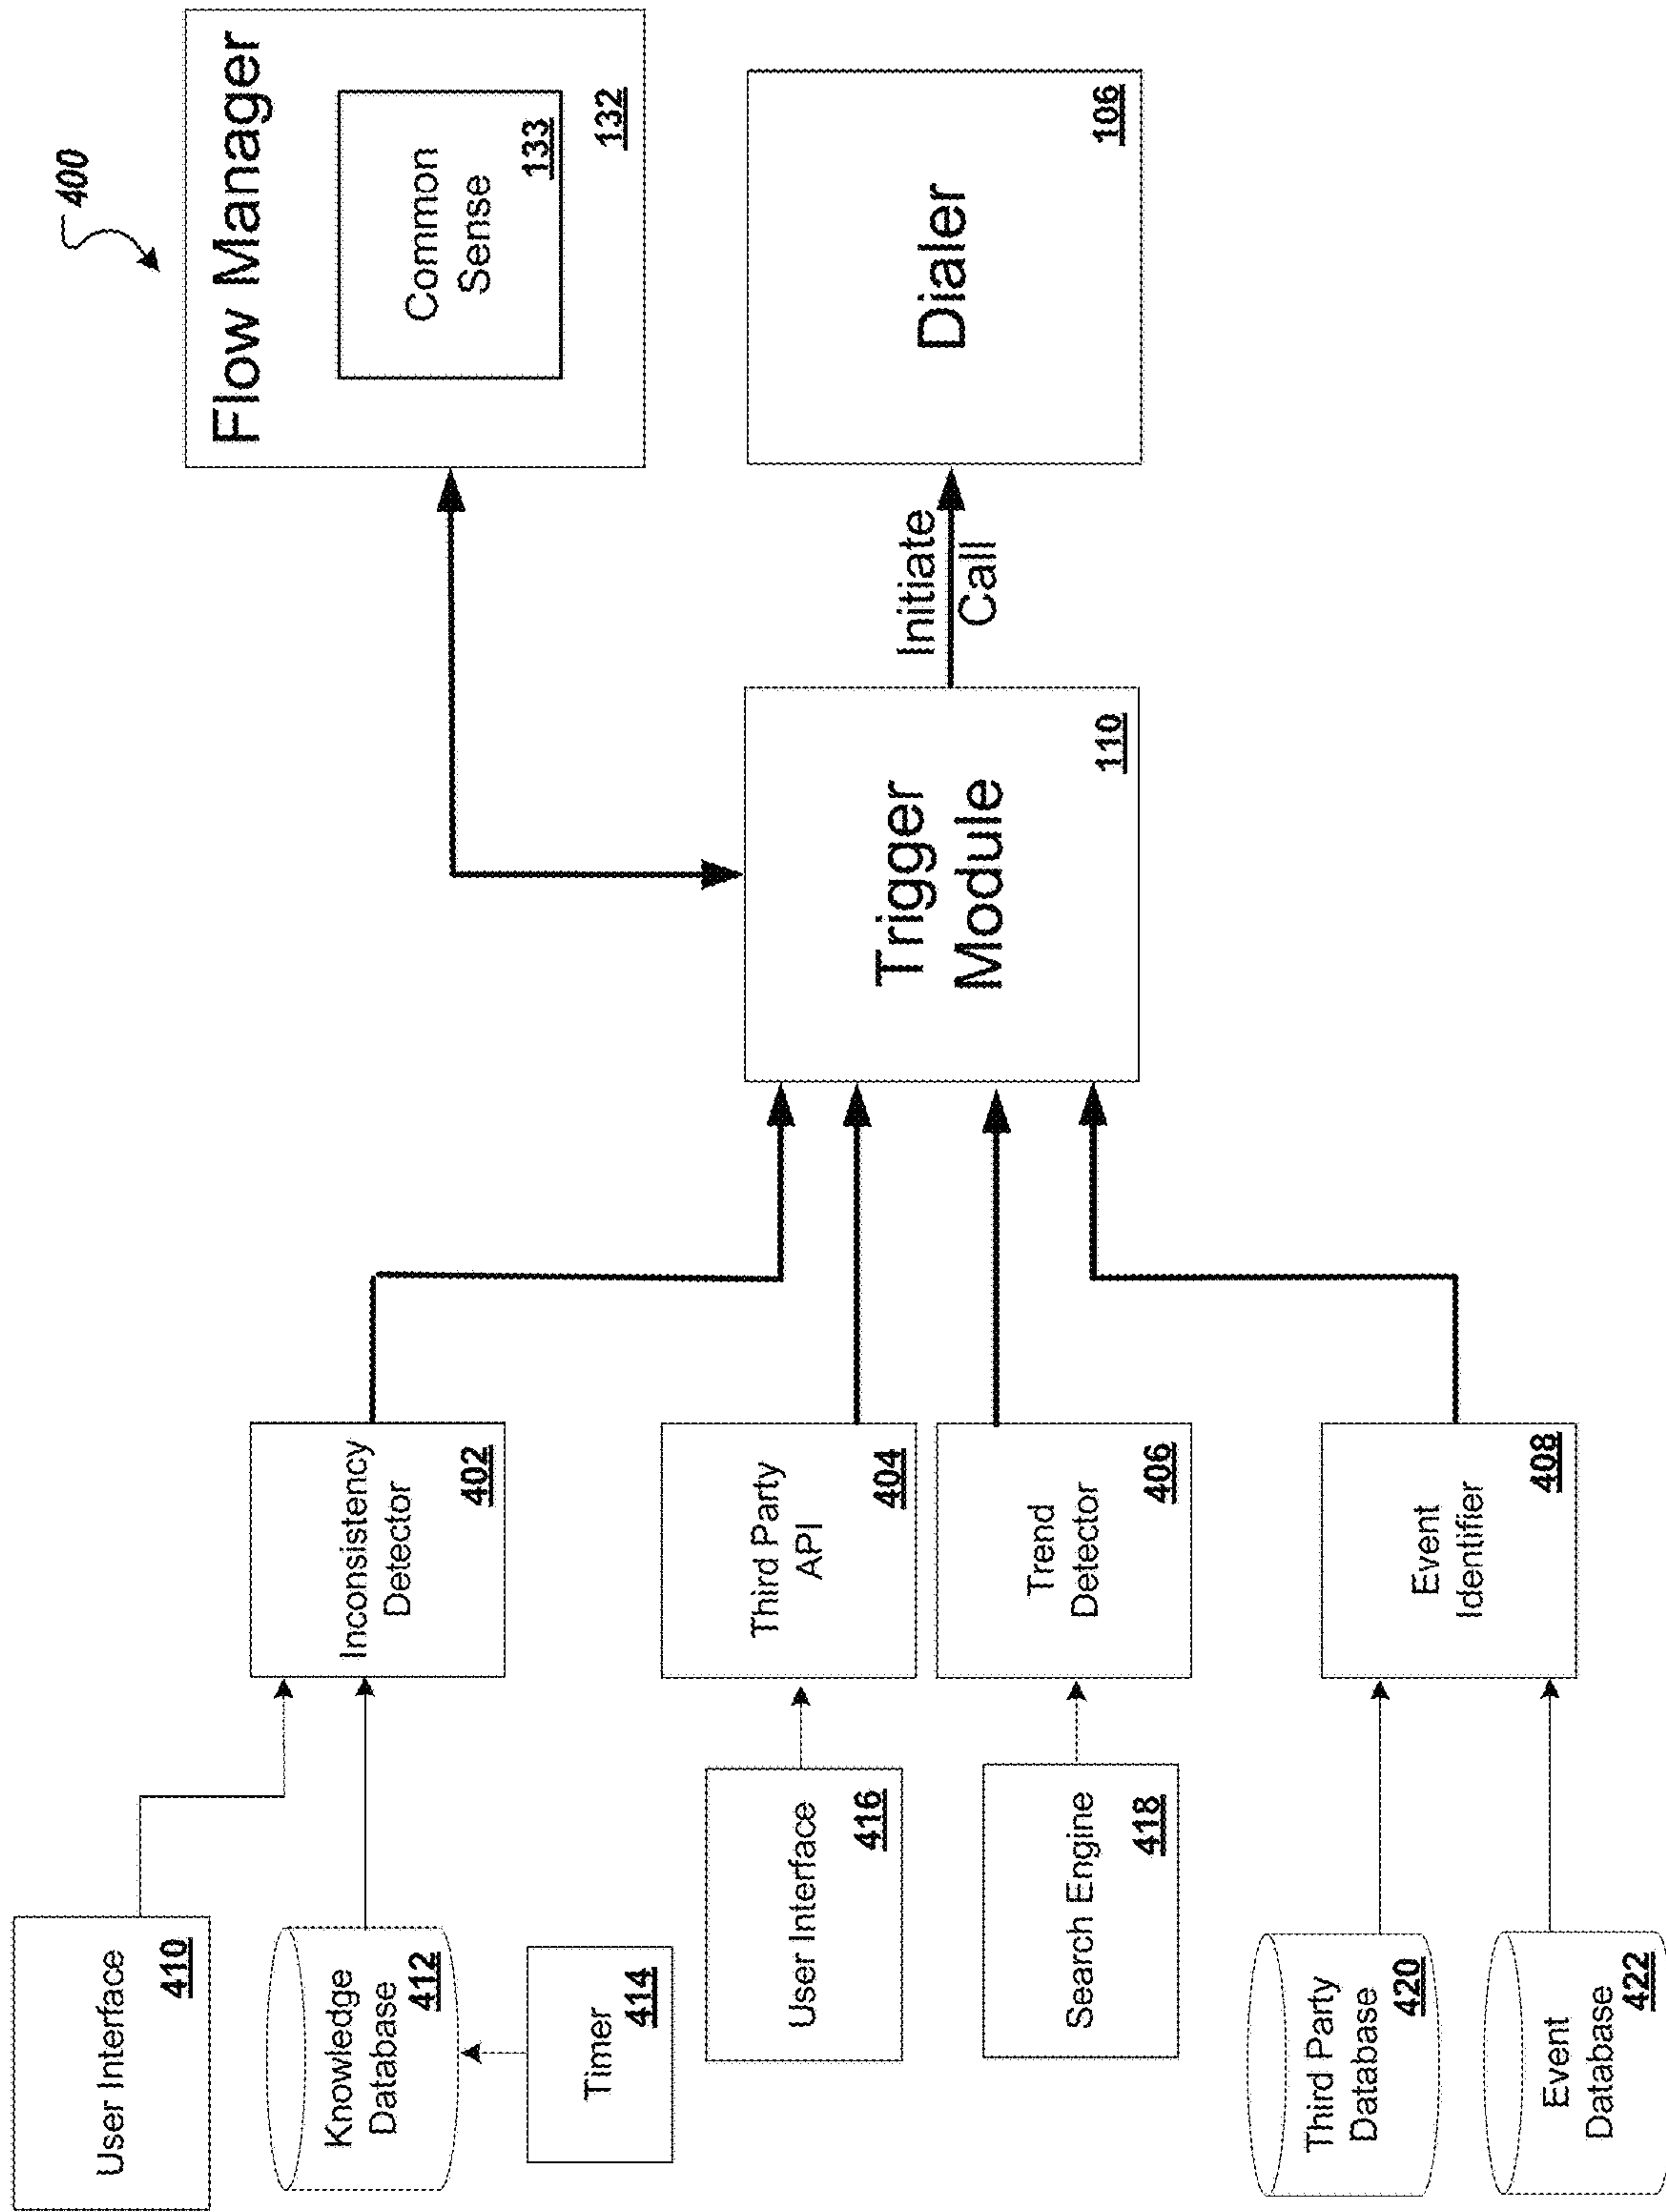 400
User Interface
410
Knowledge
Database
412
Timer
414
User Interface
416
Search Engine
418
Third Party
Database
420
Event
Database
422
Inconsistency
Detector
402
Third Party
API
404
Trend
Detector
406
Event
Identifier
408
Trigger
Module
110
Initiate
Call
Flow Manager
Common
Sense
133
132
Dialer
106